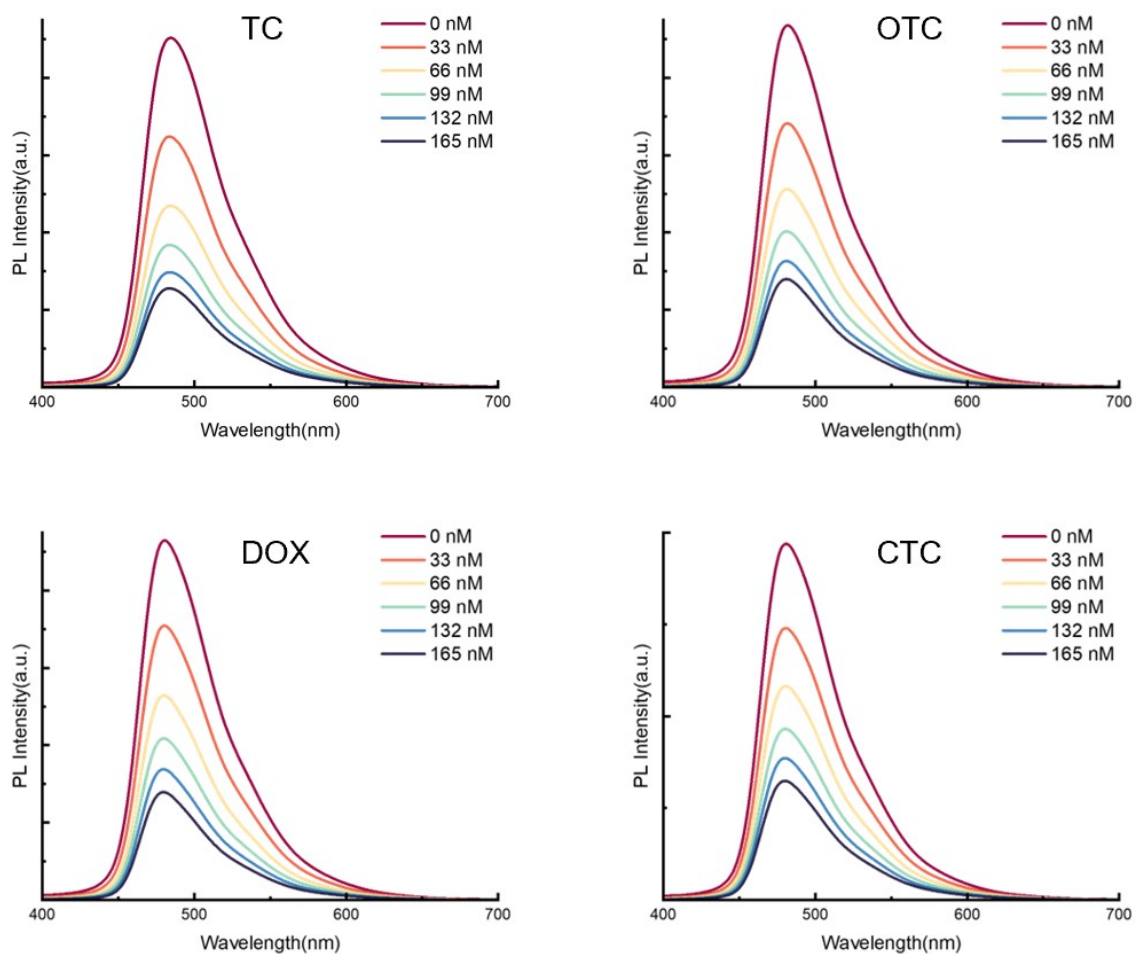 TC
0 nM
33 nM
66 nM
99 nM
132 nM
165 nM
PL Intensity(a.u.)
400
500
600
700
Wavelength(nm)
OTC
0 nM
33 nM
66 nM
99 nM
132 nM
165 nM
PL Intensity(a.u.)
400
500
600
700
Wavelength(nm)
DOX
0 nM
33 nM
66 nM
99 nM
132 nM
165 nM
PL Intensity(a.u.)
400
500
600
700
Wavelength(nm)
CTC
0 nM
33 nM
66 nM
99 nM
132 nM
165 nM
PL Intensity(a.u.)
400
500
600
700
Wavelength(nm)